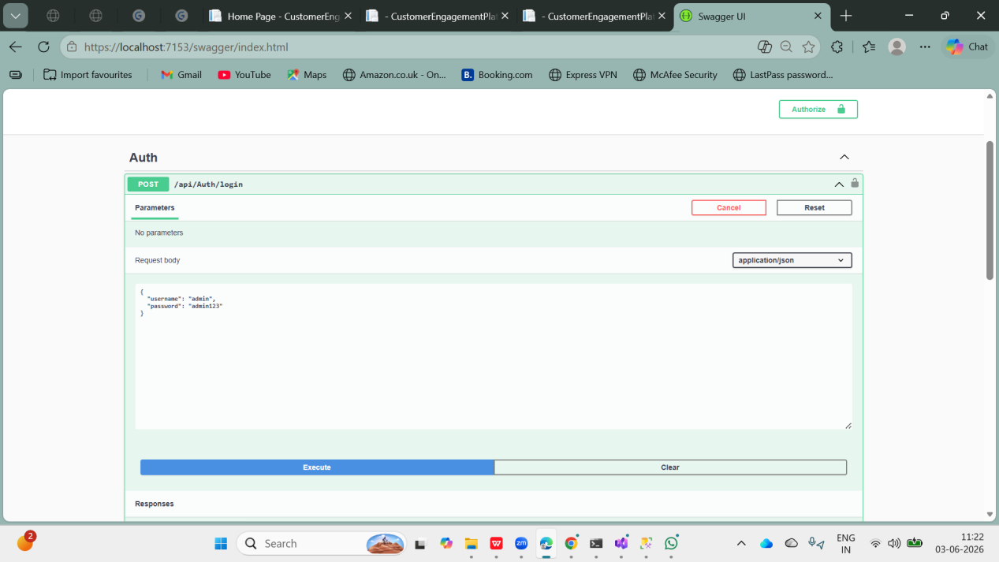 Home Page - CustomerEng
- CustomerEngagementPlat
- CustomerEngagementPlat
Swagger UI
https://localhost:7153/swagger/index.html
Chat
Import favourites
Gmail
YouTube
Maps
Amazon.co.uk - On...
Booking.com
Express VPN
McAfee Security
LastPass password...
Authorize
Auth
POST
/api/Auth/login
Parameters
Cancel
Reset
No parameters
Request body
application/json
{
"username": "admin",
"password": "admin123"
}
Execute
Clear
Responses
2
Search
ENG
IN
11:22
03-06-2026